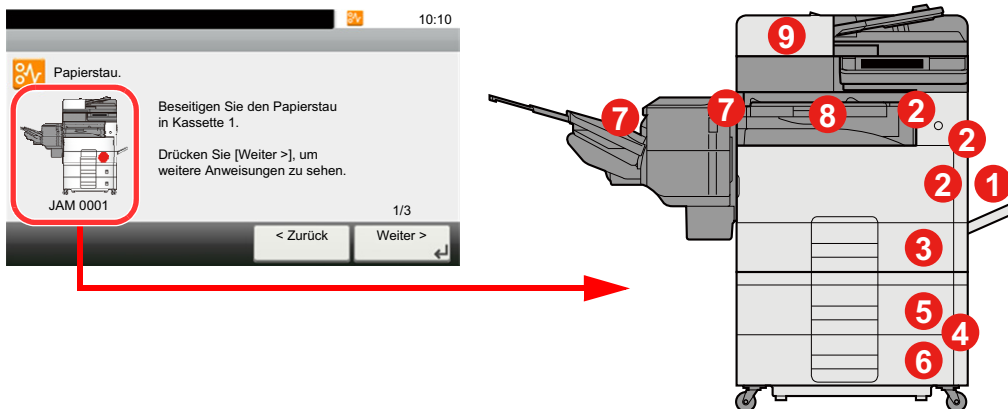 10:10
Papierstau.
Beseitigen Sie den Papierstau
in Kassette 1.
Drücken Sie [Weiter >], um
weitere Anweisungen zu sehen.
JAM 0001
1/3
< Zurück
Weiter >
9
7
7
8
2
2
2
1
3
5
4
6